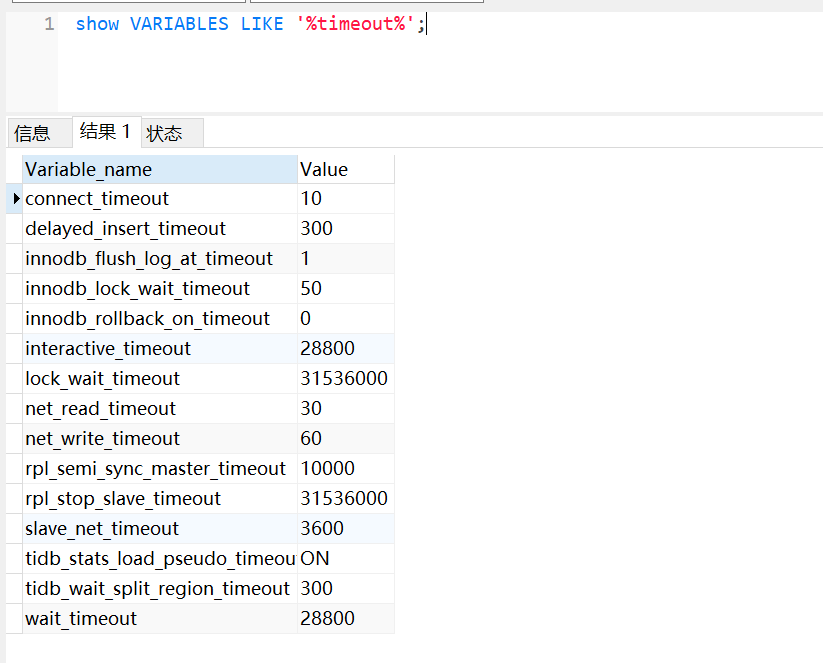 1 show VARIABLES LIKE '%timeout%';
信息 结果 1 状态
Variable_name Value
connect_timeout 10
delayed_insert_timeout 300
innodb_flush_log_at_timeout 1
innodb_lock_wait_timeout 50
innodb_rollback_on_timeout 0
interactive_timeout 28800
lock_wait_timeout 31536000
net_read_timeout 30
net_write_timeout 60
rpl_semi_sync_master_timeout 10000
rpl_stop_slave_timeout 31536000
slave_net_timeout 3600
tidb_stats_load_pseudo_timeou ON
tidb_wait_split_region_timeout 300
wait_timeout 28800